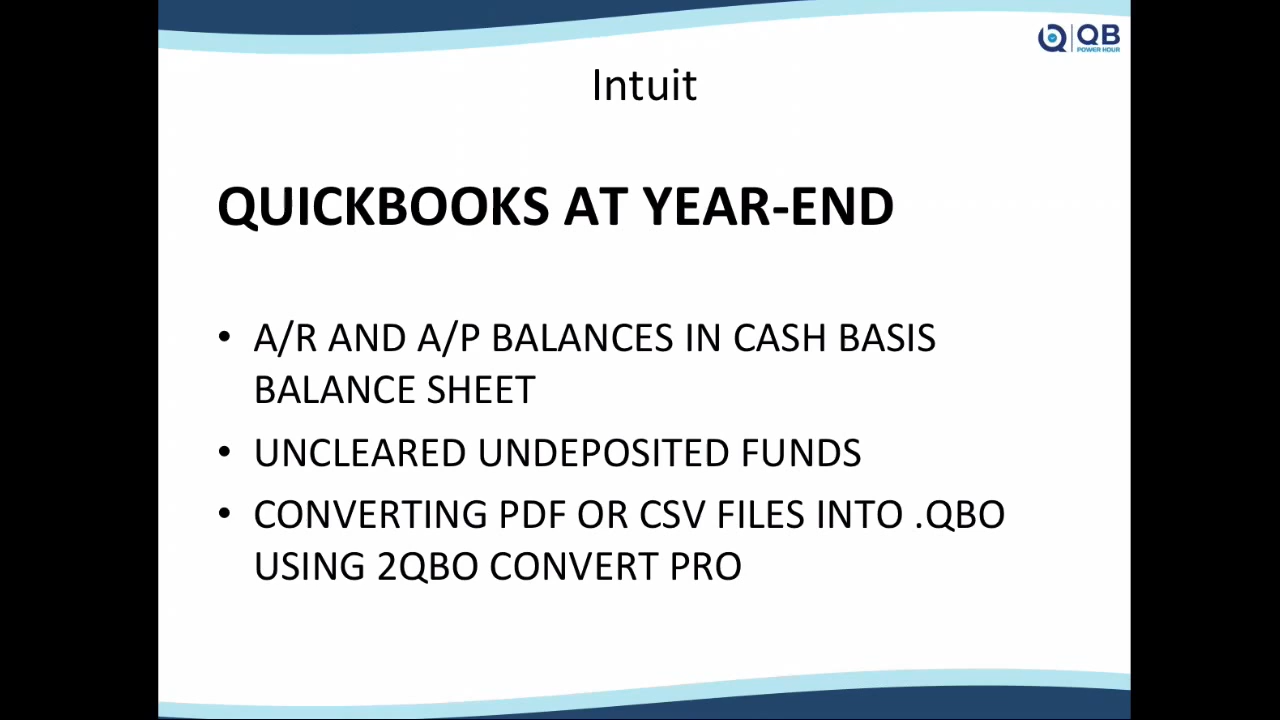 QB
POWER HOUR
Intuit
QUICKBOOKS AT YEAR-END
• A/R AND A/P BALANCES IN CASH BASIS
BALANCE SHEET
• UNCLEARED UNDEPOSITED FUNDS
• CONVERTING PDF OR CSV FILES INTO .QBO
USING 2QBO CONVERT PRO